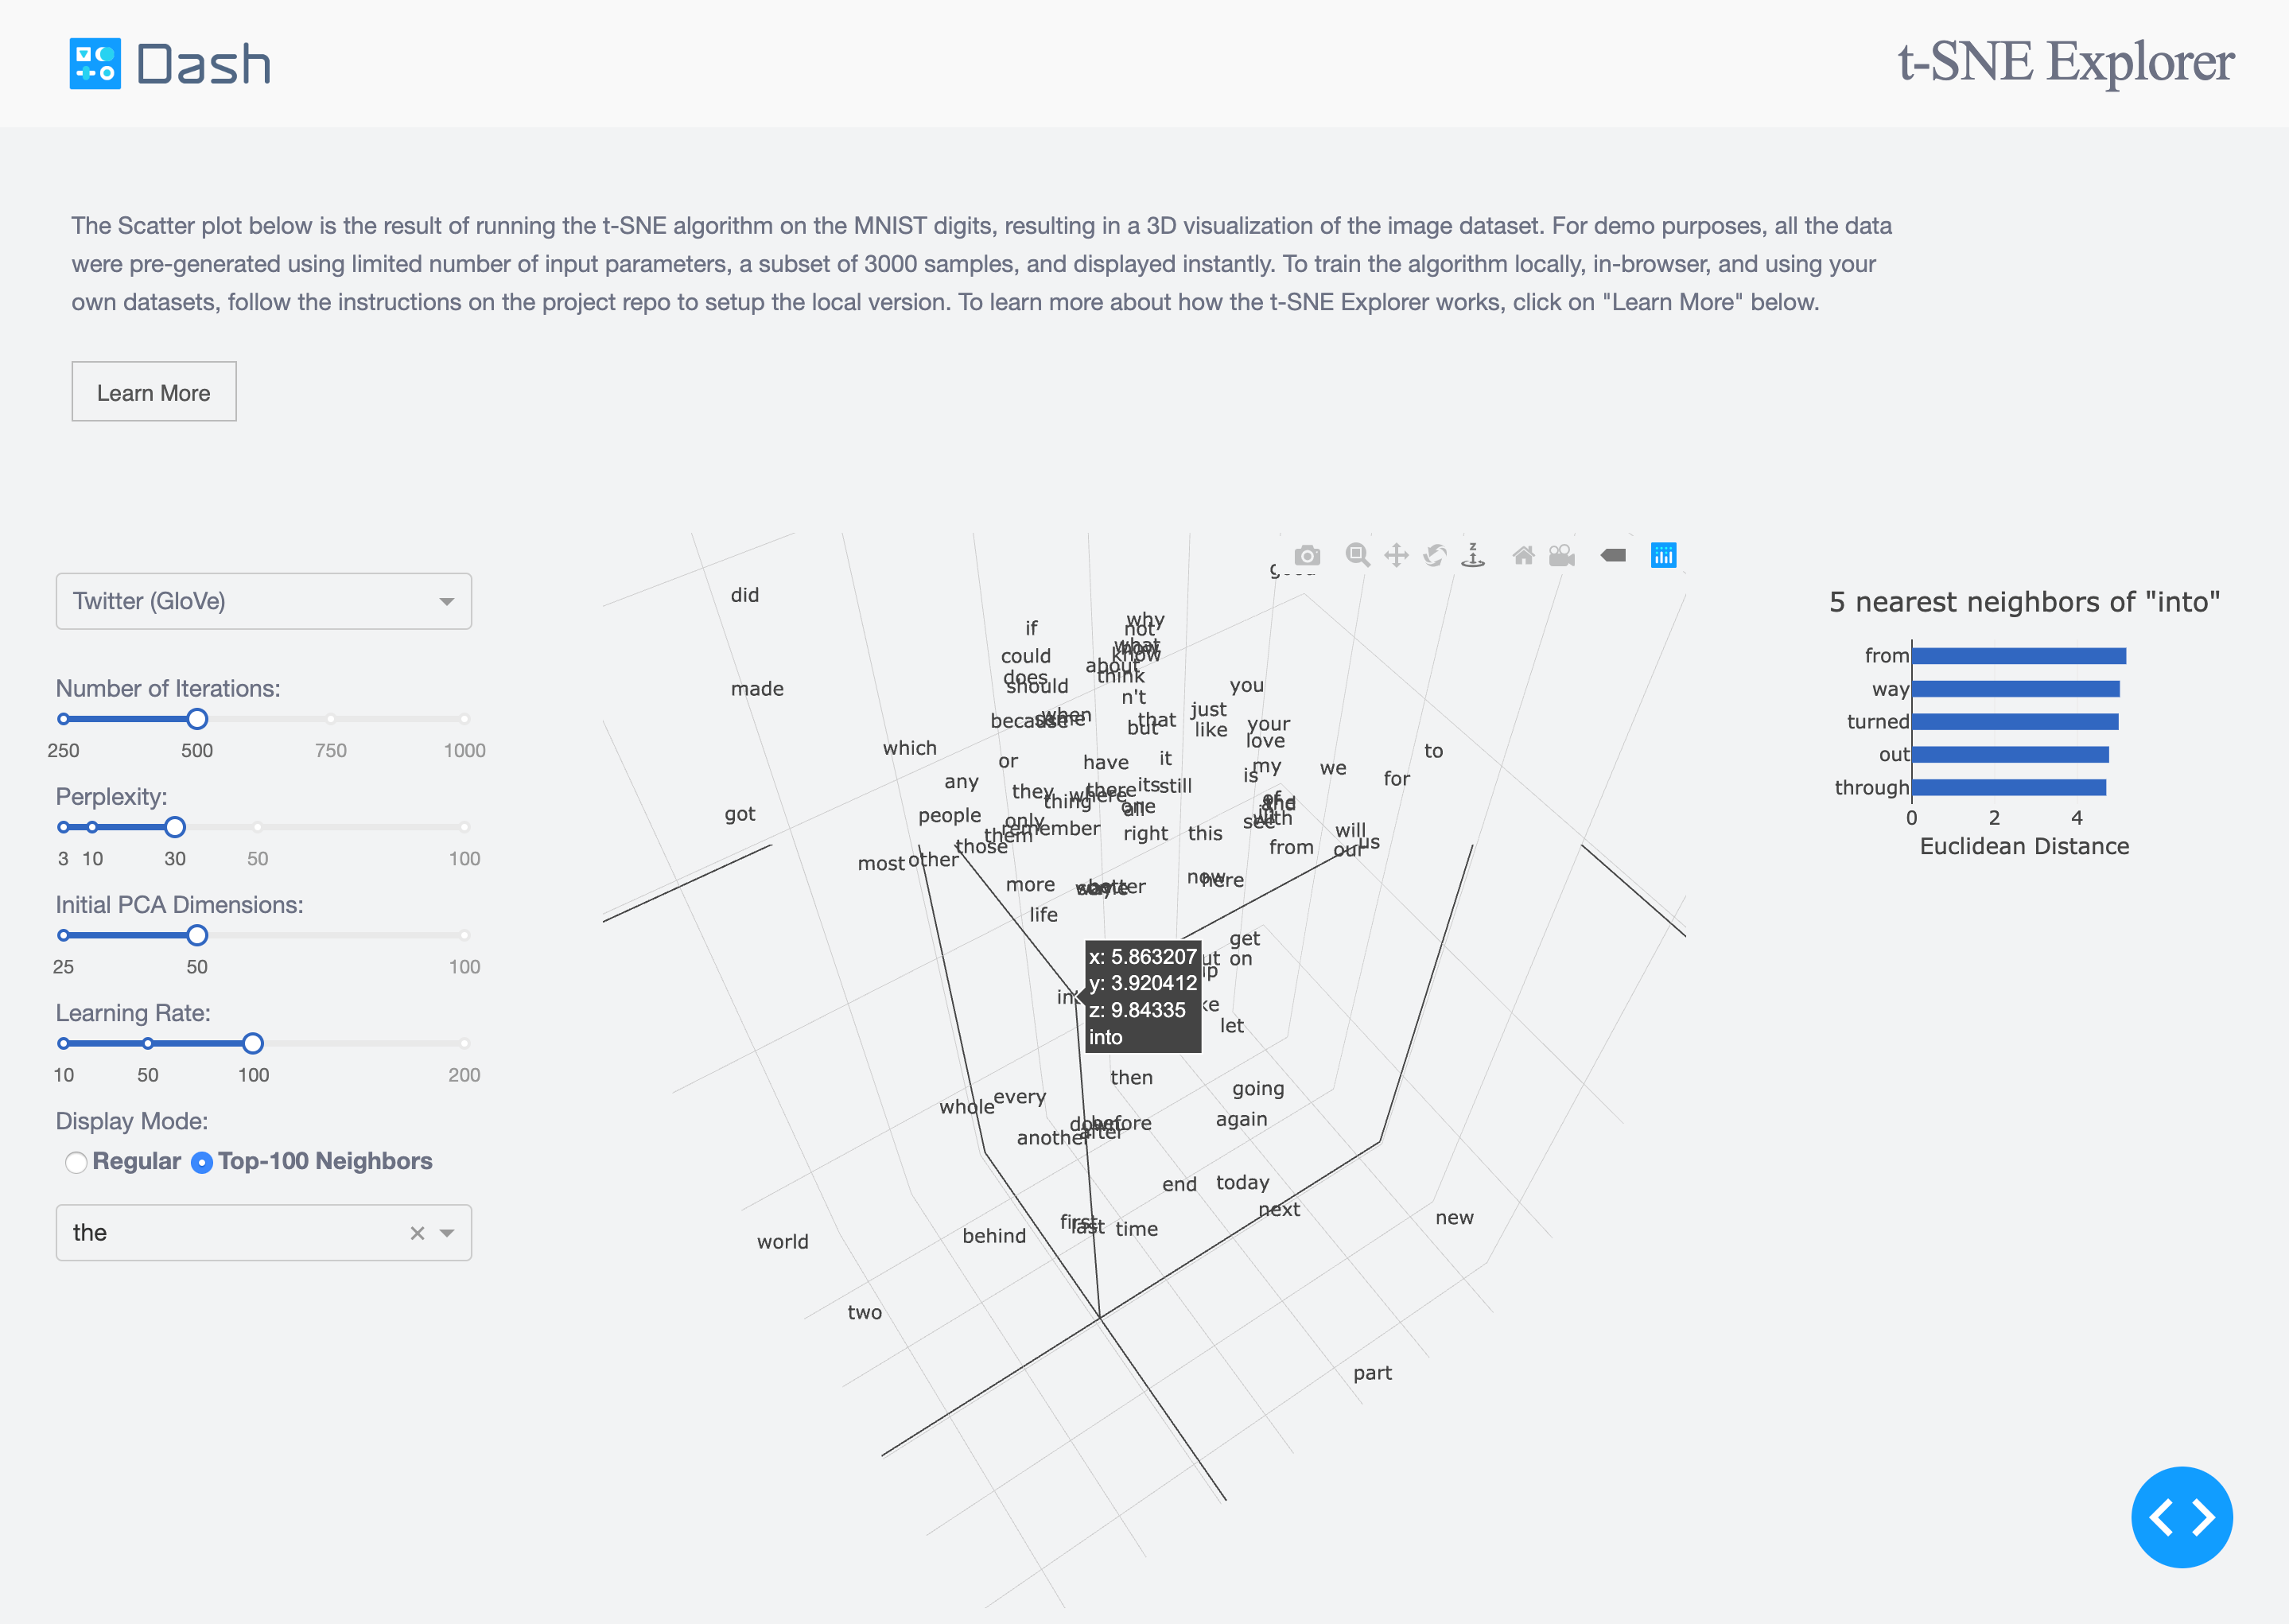 Dash
t-SNE Explorer
The Scatter plot below is the result of running the t-SNE algorithm on the MNIST digits, resulting in a 3D visualization of the image dataset. For demo purposes, all the data
were pre-generated using limited number of input parameters, a subset of 3000 samples, and displayed instantly. To train the algorithm locally, in-browser, and using your
own datasets, follow the instructions on the project repo to setup the local version. To learn more about how the t-SNE Explorer works, click on "Learn More" below.
Learn More
Twitter (GloVe)
Number of Iterations:
250 500 750 1000
Perplexity:
3 10 30 50 100
Initial PCA Dimensions:
25 50 100
Learning Rate:
10 50 100 200
Display Mode:
Regular Top-100 Neighbors
the
z
did
why
if
not
what
could
know
about
does
think
should
you
made
n't
just
when
because
that
your
but
like
love
which
to
or
have
it
my
we
is
for
any
they
there
its
still
where
thing
one
and
all
people
got
only
with
see
remember
them
right
this
will
us
those
from
our
most
other
more
better
now
here
life
get
on
x: 5.863207
y: 3.920412
z: 9.84335
into
let
then
going
every
whole
again
down
before
another
after
end
today
next
new
first
last
time
behind
world
two
part
5 nearest neighbors of "into"
from
way
turned
out
through
0 2 4
Euclidean Distance